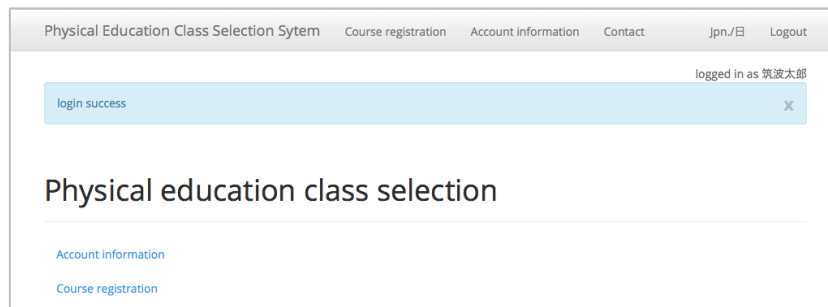 Physical Education Class Selection Sytem Course registration Account information Contact Jpn./日 Logout
logged in as 筑波太郎
login success x
Physical education class selection
Account information
Course registration